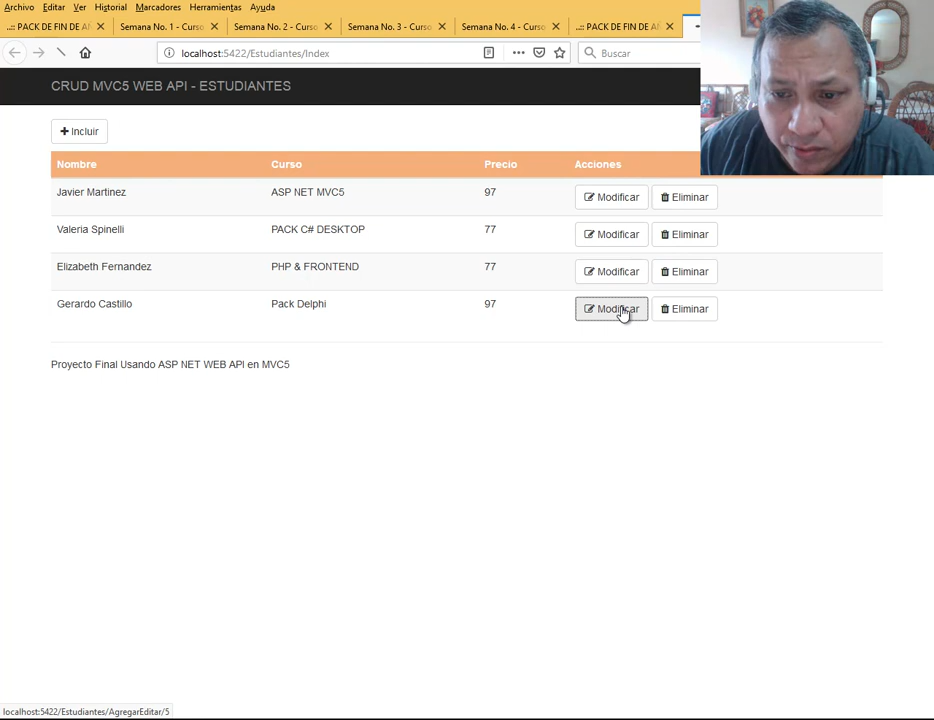 Archivo Editar Ver Historial Marcadores Herramientas Ayuda
..:: PACK DE FIN DE AÑ Semana No. 1 - Curso Semana No. 2 - Curso Semana No. 3 - Curso Semana No. 4 - Curso ..:: PACK DE FIN DE AÑ
localhost:5422/Estudiantes/Index Buscar
CRUD MVC5 WEB API - ESTUDIANTES
Incluir
Nombre Curso Precio Acciones
Javier Martinez ASP NET MVC5 97 Modificar Eliminar
Valeria Spinelli PACK C# DESKTOP 77 Modificar Eliminar
Elizabeth Fernandez PHP & FRONTEND 77 Modificar Eliminar
Gerardo Castillo Pack Delphi 97 Modificar Eliminar
Proyecto Final Usando ASP NET WEB API en MVC5
localhost:5422/Estudiantes/AgregarEditar/5